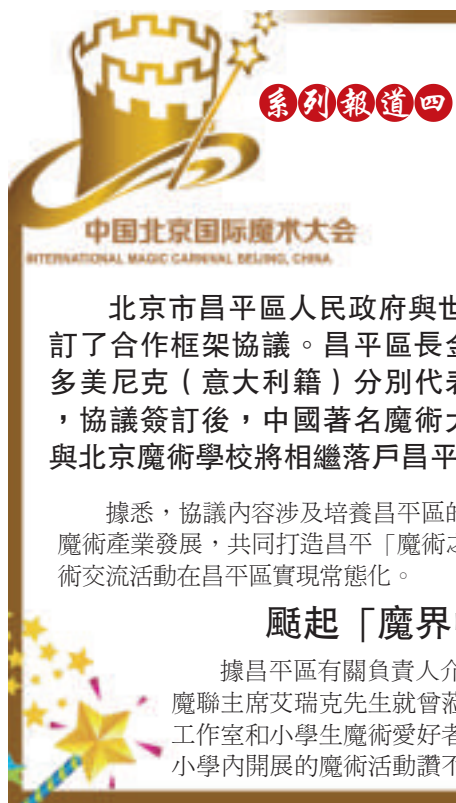 系列報道四
中国北京国际魔术大会
INTERNATIONAL MAGIC CARNIVAL BEIJING, CHINA
北京市昌平區人民政府與世
訂了合作框架協議。昌平區長金
多美尼克（意大利籍）分別代表
，協議簽訂後，中國著名魔術大
與北京魔術學校將相繼落戶昌平
據悉，協議內容涉及培養昌平區的
魔術產業發展，共同打造昌平「魔術之
術交流活動在昌平區實現常態化。
颳起「魔界
據昌平區有關負責人介
魔聯主席艾瑞克先生就曾蒞
工作室和小學生魔術愛好者
小學內開展的魔術活動讚不